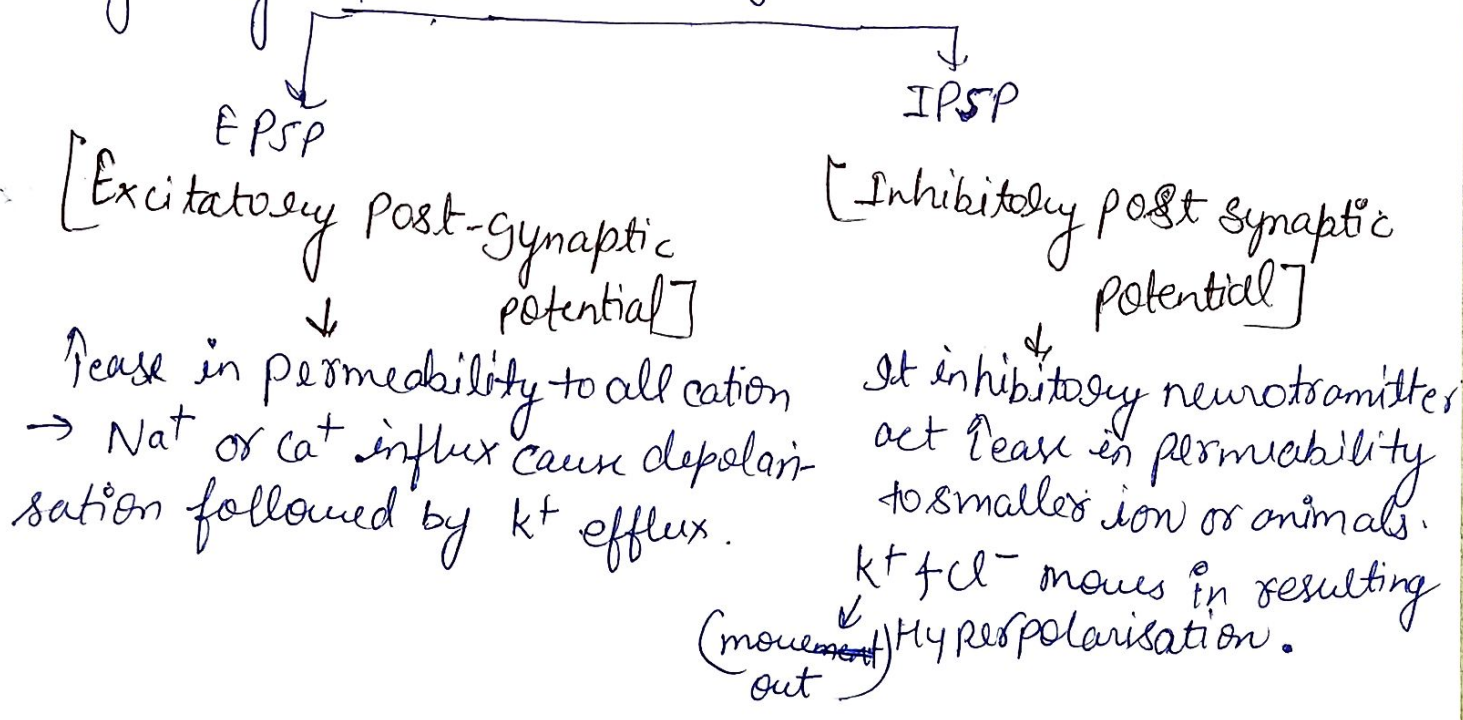 EPSP
[Excitatory Post-Synaptic
potential]
↓
↑ease in permeability to all cation
→ Na⁺ or Ca⁺ influx cause depolari-
sation followed by K⁺ efflux.
IPSP
[Inhibitory post synaptic
potential]
↓
It inhibitory neurotramitter
act ↑ease in permiability
to smaller ion or animals.
K⁺ + Cl⁻ moves in resulting
(move out) Hyperpolarisation.